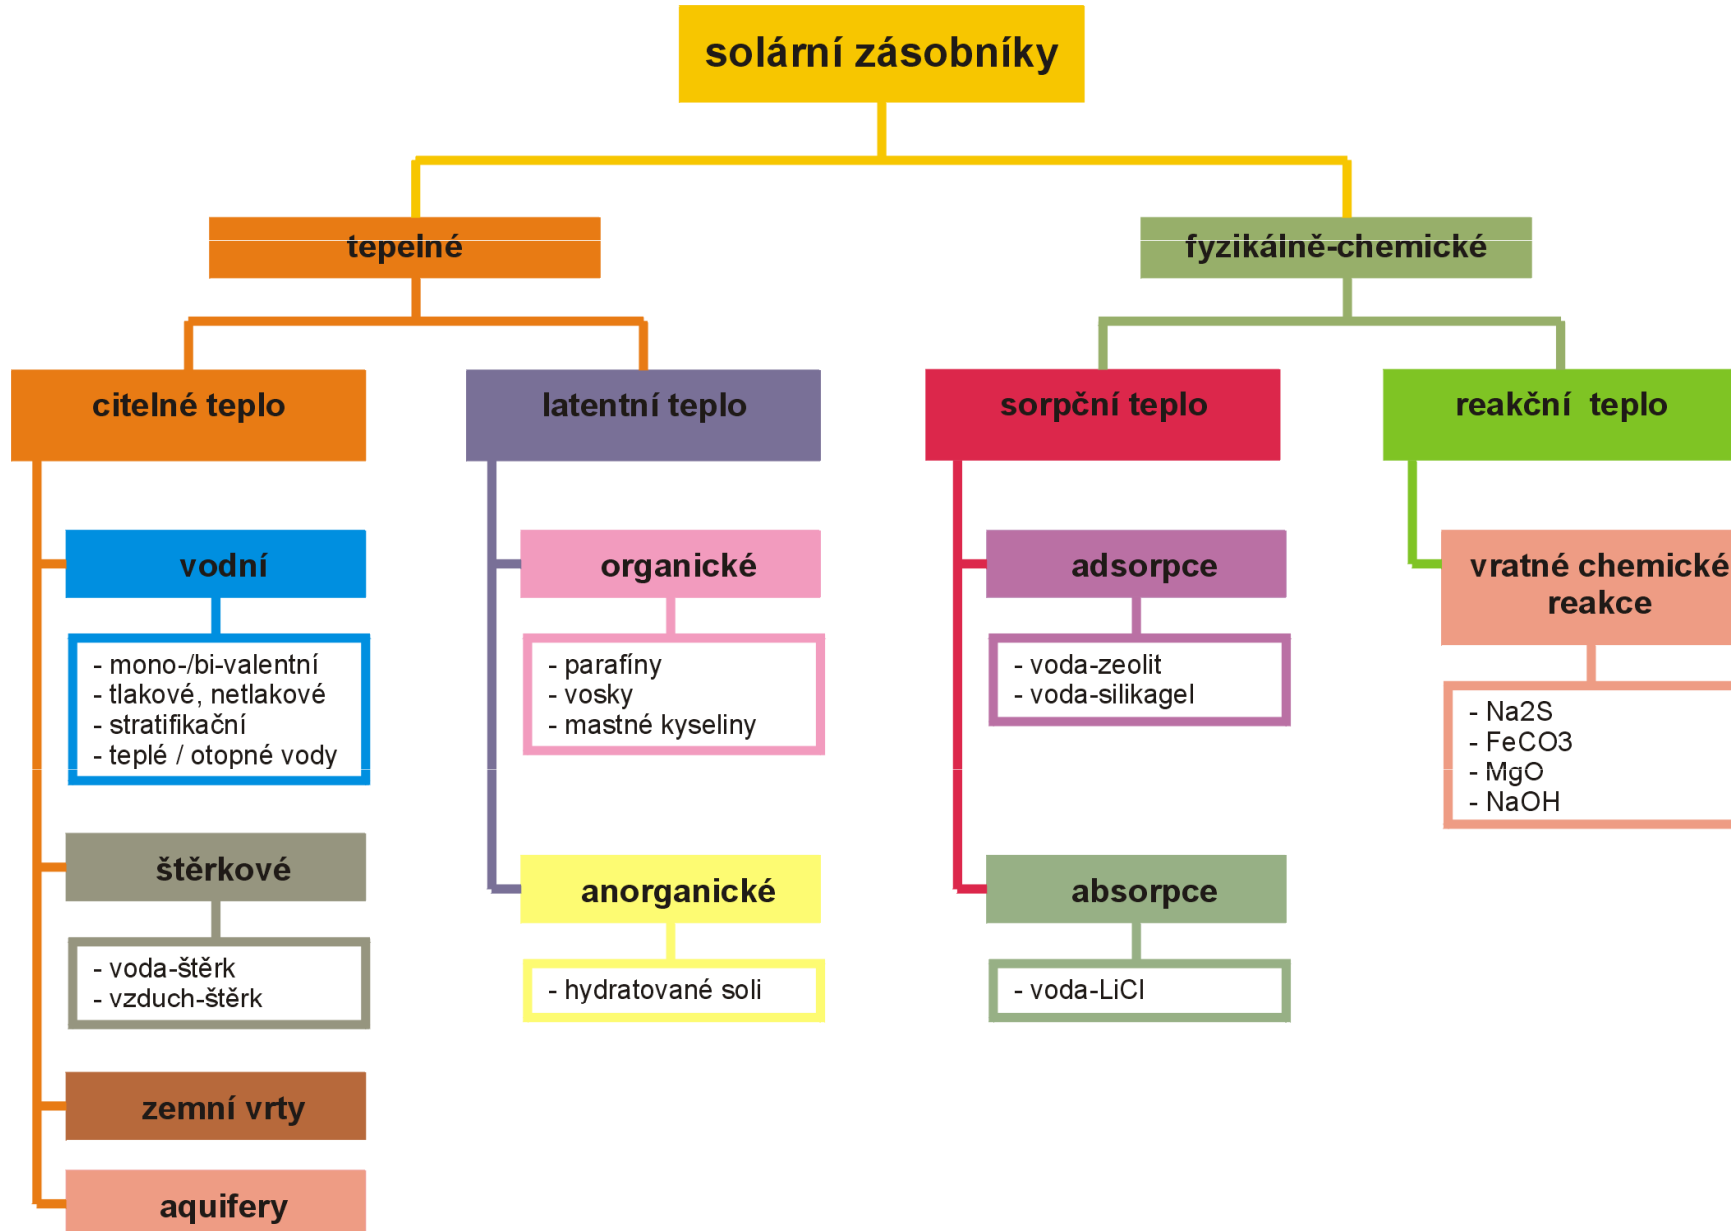 solární zásobníky
tepelné
fyzikálně-chemické
citelné teplo
latentní teplo
sorpční teplo
reakční teplo
vodní
- mono-/bi-valentní
- tlakové, netlakové
- stratifikační
- teplé / otopné vody
štěrkové
- voda-štěrk
- vzduch-štěrk
zemní vrty
aquifery
organické
- parafíny
- vosky
- mastné kyseliny
anorganické
- hydratované soli
adsorpce
- voda-zeolit
- voda-silikagel
absorpce
- voda-LiCl
vratné chemické
reakce
- Na2S
- FeCO3
- MgO
- NaOH